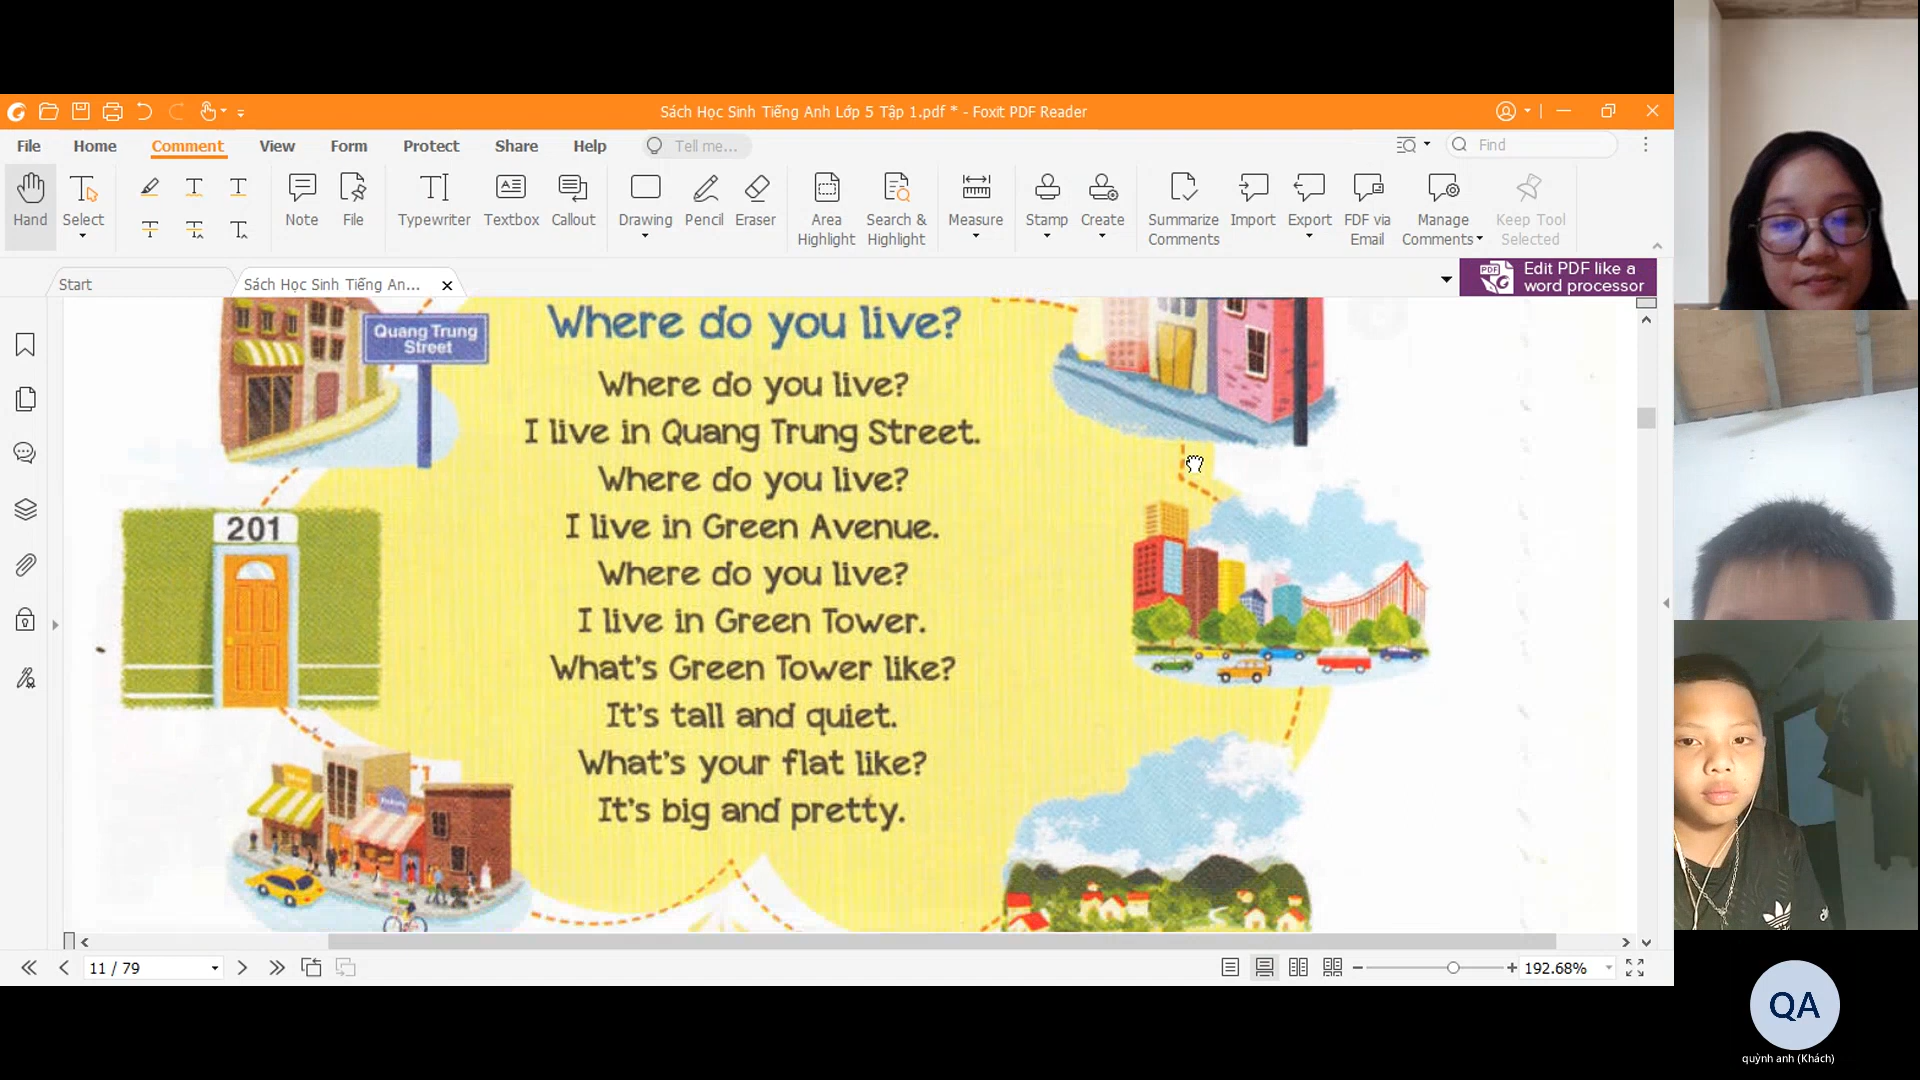 Sách Học Sinh Tiếng Anh Lớp 5 Tập 1.pdf * - Foxit PDF Reader
File Home Comment View Form Protect Share Help Tell me... Find
Hand Select Note File Typewriter Textbox Callout Drawing Pencil Eraser Area Highlight Search & Highlight Measure Stamp Create Summarize Comments Import Export FDF via Email Manage Comments Keep Tool Selected
Start Sách Học Sinh Tiếng An...
PDF Edit PDF like a
word processor
Quang Trung
Street
Where do you live?
Where do you live?
I live in Quang Trung Street.
Where do you live?
I live in Green Avenue.
201
Where do you live?
I live in Green Tower.
What's Green Tower like?
It's tall and quiet.
What's your flat like?
It's big and pretty.
11 / 79
192.68%
QA
quỳnh anh (Khách)